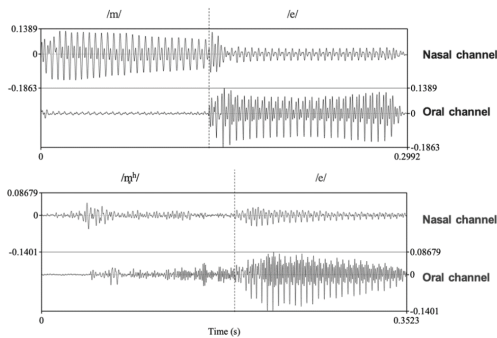 /m/ /e/
0.1389
0 Nasal channel
-0.1863 0.1389
Oral channel 0
-0.1863
0 0.2992
/m̥ʰ/ /e/
0.08679
0 Nasal channel
-0.1401 0.08679
0 Oral channel
-0.1401
0 0.3523
Time (s)